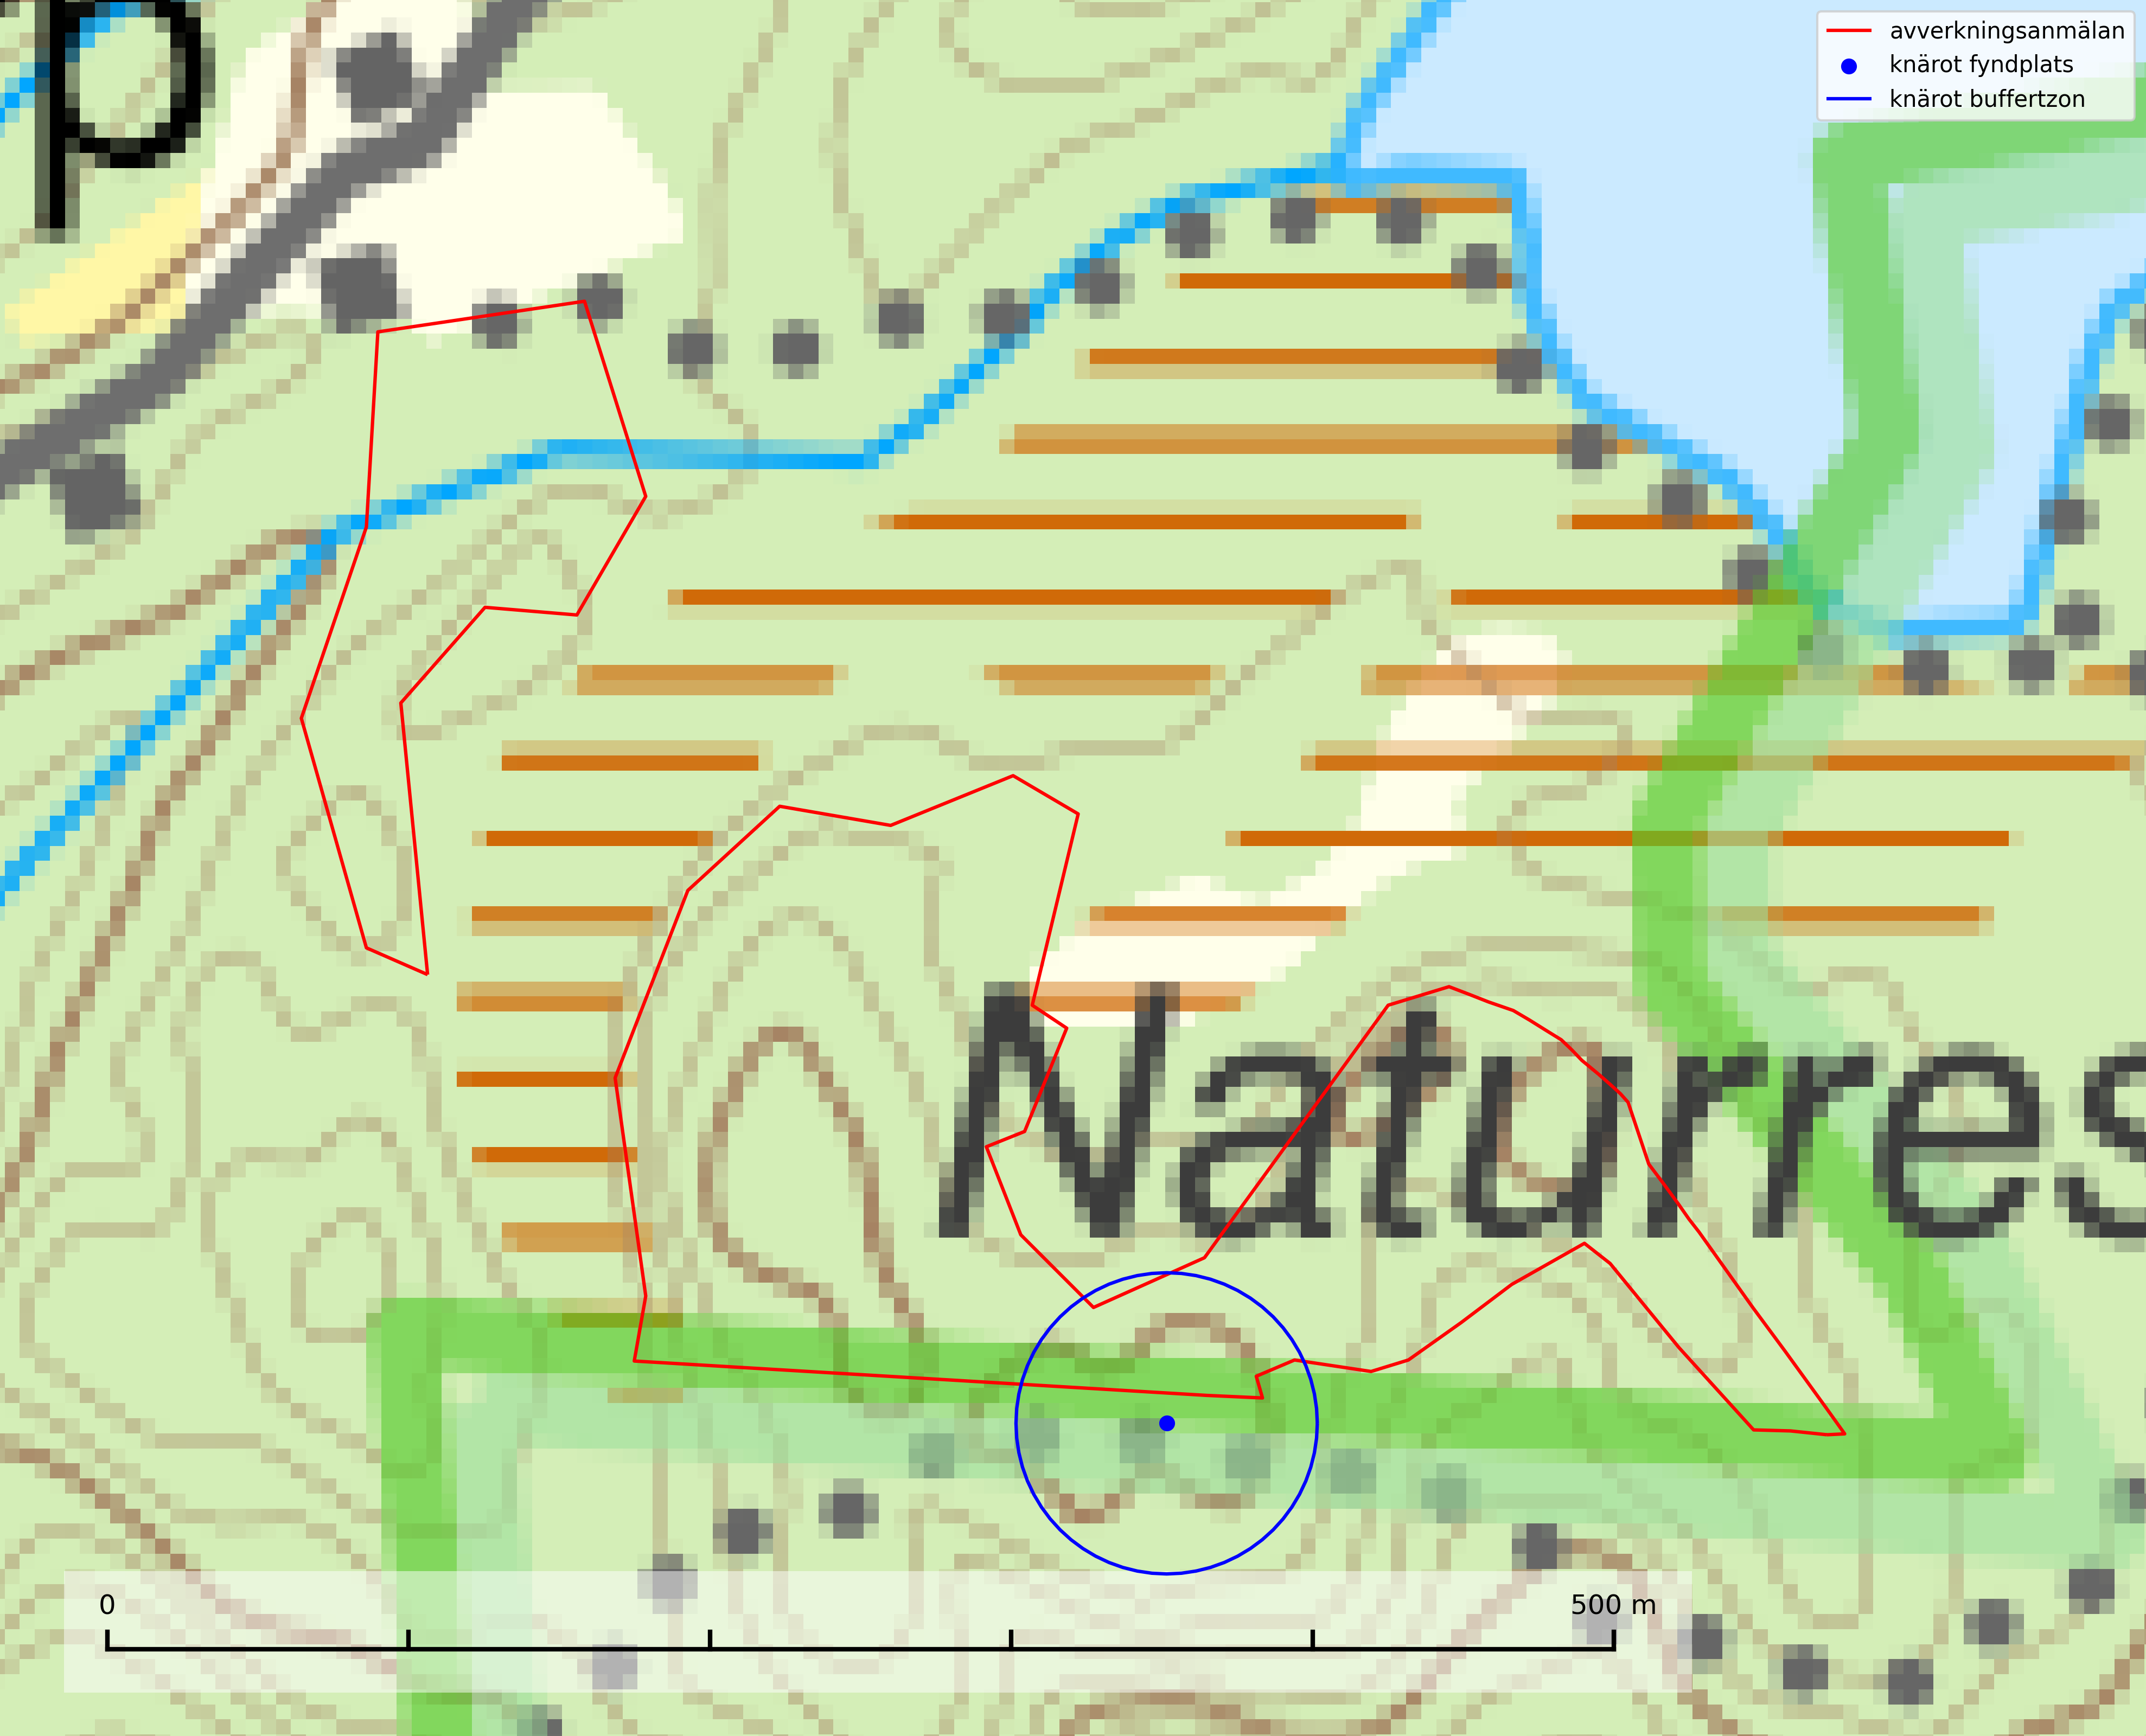 p
avverkningsanmälan
knärot fyndplats
knärot buffertzon
Naturres
0 500 m